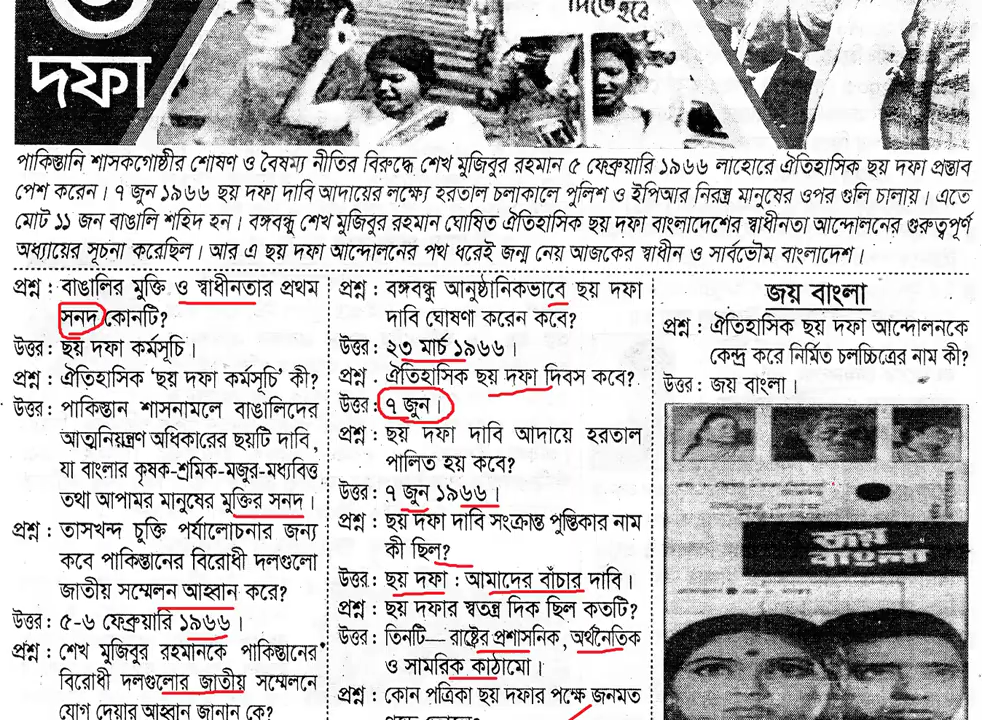 দিতে হবে
দফা
পাকিস্তানি শাসকগোষ্ঠীর শোষণ ও বৈষম্য নীতির বিরুদ্ধে শেখ মুজিবুর রহমান ৫ ফেব্রুয়ারি ১৯৬৬ লাহোরে ঐতিহাসিক ছয় দফা প্রস্তাব
পেশ করেন। ৭ জুন ১৯৬৬ ছয় দফা দাবি আদায়ের লক্ষ্যে হরতাল চলাকালে পুলিশ ও ইপিআর নিরস্ত্র মানুষের ওপর গুলি চালায়। এতে
মোট ১১ জন বাঙালি শহিদ হন। বঙ্গবন্ধু শেখ মুজিবুর রহমান ঘোষিত ঐতিহাসিক ছয় দফা বাংলাদেশের স্বাধীনতা আন্দোলনের গুরুত্বপূর্ণ
অধ্যায়ের সূচনা করেছিল। আর এ ছয় দফা আন্দোলনের পথ ধরেই জন্ম নেয় আজকের স্বাধীন ও সার্বভৌম বাংলাদেশ।
প্রশ্ন : বাঙালির মুক্তি ও স্বাধীনতার প্রথম
সনদ কোনটি?
উত্তর : ছয় দফা কর্মসূচি।
প্রশ্ন : ঐতিহাসিক ‘ছয় দফা কর্মসূচি’ কী?
উত্তর : পাকিস্তান শাসনামলে বাঙালিদের
আত্মনিয়ন্ত্রণ অধিকারের ছয়টি দাবি,
যা বাংলার কৃষক-শ্রমিক-মজুর-মধ্যবিত্ত
তথা আপামর মানুষের মুক্তির সনদ।
প্রশ্ন : তাসখন্দ চুক্তি পর্যালোচনার জন্য
কবে পাকিস্তানের বিরোধী দলগুলো
জাতীয় সম্মেলন আহ্বান করে?
উত্তর : ৫-৬ ফেব্রুয়ারি ১৯৬৬।
প্রশ্ন : শেখ মুজিবুর রহমানকে পাকিস্তানের
বিরোধী দলগুলোর জাতীয় সম্মেলনে
যোগ দেয়ার আহ্বান জানান কে?
প্রশ্ন : বঙ্গবন্ধু আনুষ্ঠানিকভাবে ছয় দফা
দাবি ঘোষণা করেন কবে?
উত্তর : ২৩ মার্চ ১৯৬৬।
প্রশ্ন . ঐতিহাসিক ছয় দফা দিবস কবে?
উত্তর : ৭ জুন।
প্রশ্ন : ছয় দফা দাবি আদায়ে হরতাল
পালিত হয় কবে?
উত্তর : ৭ জুন ১৯৬৬।
প্রশ্ন : ছয় দফা দাবি সংক্রান্ত পুস্তিকার নাম
কী ছিল?
উত্তর : ছয় দফা : আমাদের বাঁচার দাবি।
প্রশ্ন : ছয় দফার স্বতন্ত্র দিক ছিল কতটি?
উত্তর : তিনটি— রাষ্ট্রের প্রশাসনিক, অর্থনৈতিক
ও সামরিক কাঠামো।
প্রশ্ন : কোন পত্রিকা ছয় দফার পক্ষে জনমত
জয় বাংলা
প্রশ্ন : ঐতিহাসিক ছয় দফা আন্দোলনকে
কেন্দ্র করে নির্মিত চলচ্চিত্রের নাম কী?
উত্তর : জয় বাংলা।
জয়
বাংলা